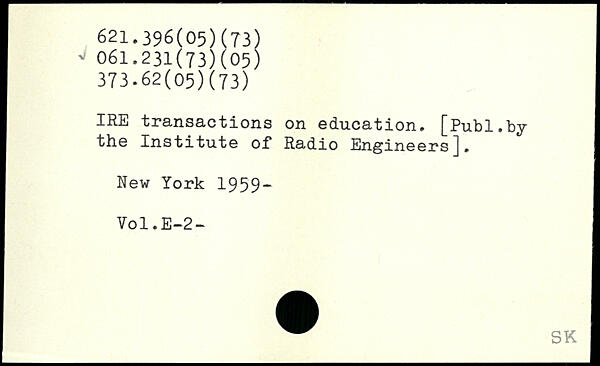 621.396(05)(73)
✓ 061.231(73)(05)
373.62(05)(73)
IRE transactions on education. [Publ.by
the Institute of Radio Engineers].
New York 1959-
Vol.E-2-
SK